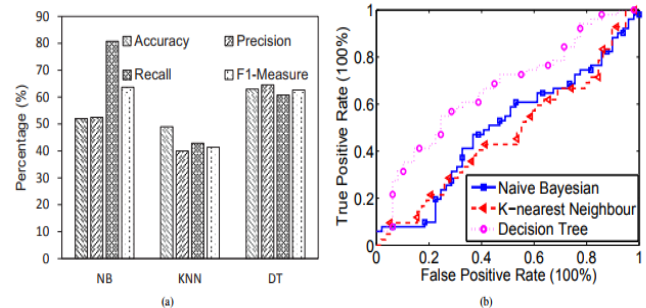 90
80
70
60
50
40
30
20
10
0
Percentage (%)
Accuracy
Precision
Recall
F1-Measure
NB
KNN
DT
(a)
1
0.8
0.6
0.4
0.2
0
True Positive Rate (100%)
Naive Bayesian
K-nearest Neighbour
Decision Tree
0
0.2
0.4
0.6
0.8
1
False Positive Rate (100%)
(b)